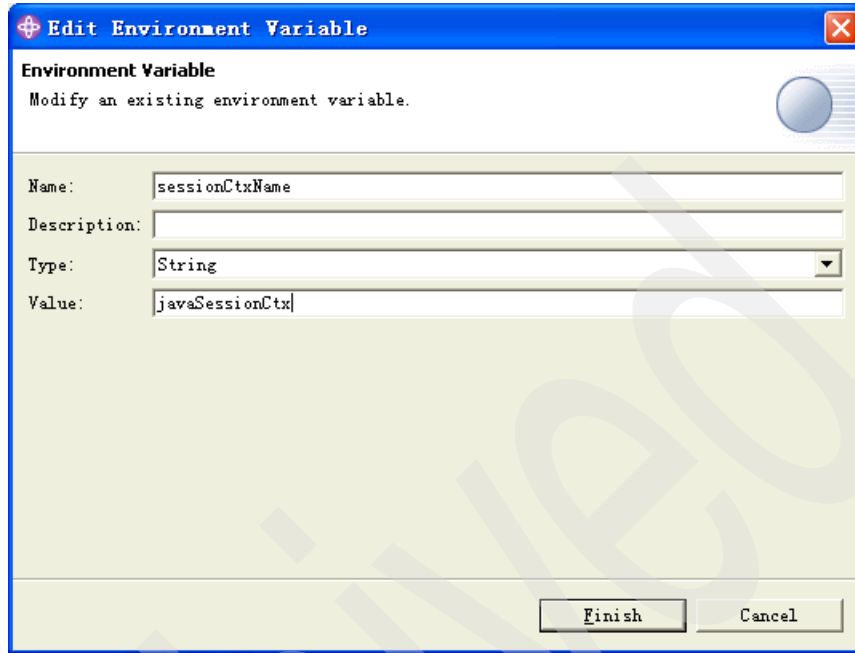 Edit Environment Variable
Environment Variable
Modify an existing environment variable.
Name: sessionCtxName
Description:
Type: String
Value: javaSessionCtx
Finish Cancel